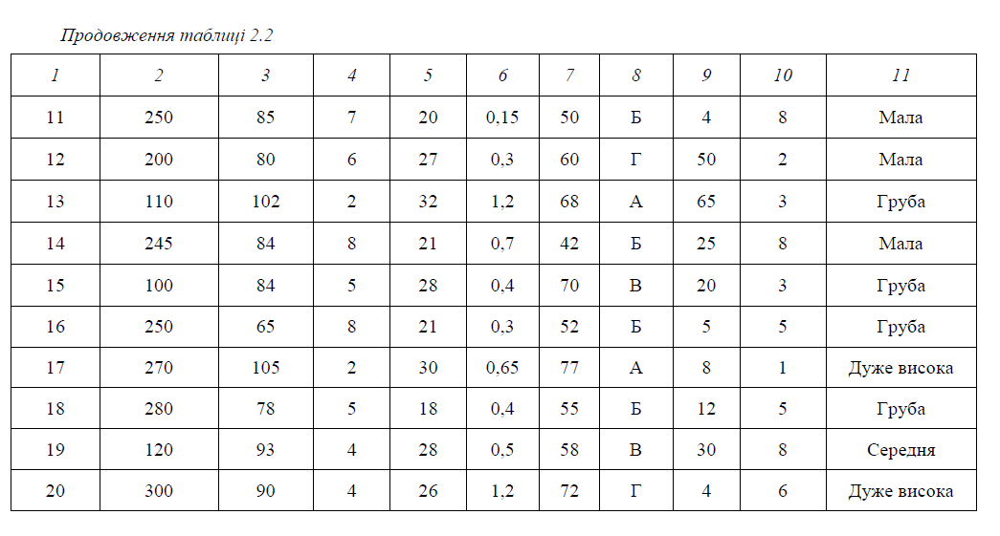 Продовження таблиці 2.2
1 2 3 4 5 6 7 8 9 10 11
11 250 85 7 20 0,15 50 Б 4 8 Мала
12 200 80 6 27 0,3 60 Г 50 2 Мала
13 110 102 2 32 1,2 68 А 65 3 Груба
14 245 84 8 21 0,7 42 Б 25 8 Мала
15 100 84 5 28 0,4 70 В 20 3 Груба
16 250 65 8 21 0,3 52 Б 5 5 Груба
17 270 105 2 30 0,65 77 А 8 1 Дуже висока
18 280 78 5 18 0,4 55 Б 12 5 Груба
19 120 93 4 28 0,5 58 В 30 8 Середня
20 300 90 4 26 1,2 72 Г 4 6 Дуже висока